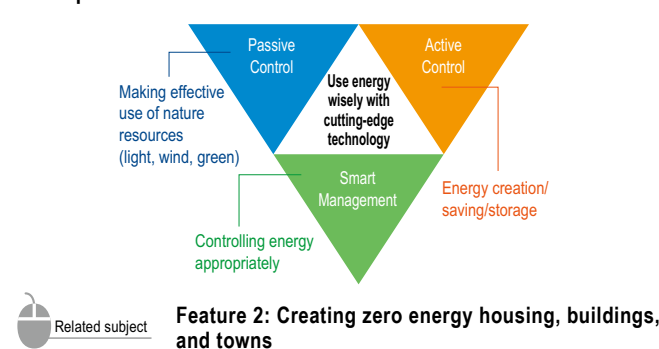 Passive
Control
Active
Control
Use energy
wisely with
cutting-edge
technology
Making effective
use of nature
resources
(light, wind, green)
Smart
Management
Energy creation/
saving/storage
Controlling energy
appropriately
Related subject
Feature 2: Creating zero energy housing, buildings,
and towns